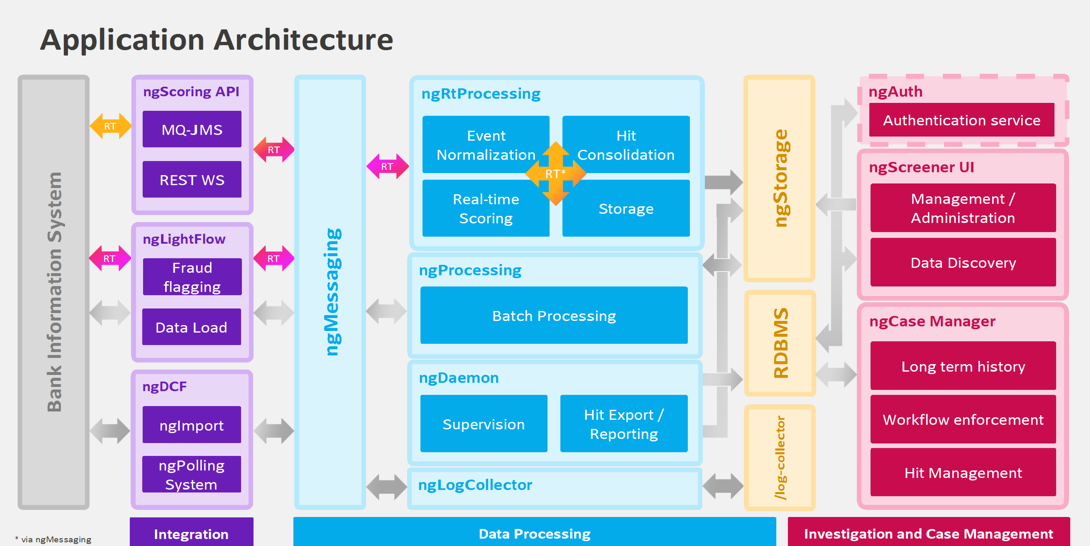 Application Architecture
Bank Information System
RT
RT
ngScoring API
MQ-JMS
REST WS
ngLightFlow
Fraud
flagging
Data Load
ngDCF
ngImport
ngPolling
System
RT
RT
ngMessaging
RT
ngRtProcessing
Event
Normalization
Hit
Consolidation
RT*
Real-time
Scoring
Storage
ngProcessing
Batch Processing
ngDaemon
Supervision
Hit Export /
Reporting
ngLogCollector
ngStorage
RDBMS
/log-collector
ngAuth
Authentication service
ngScreener UI
Management /
Administration
Data Discovery
ngCase Manager
Long term history
Workflow enforcement
Hit Management
* via ngMessaging
Integration
Data Processing
Investigation and Case Management